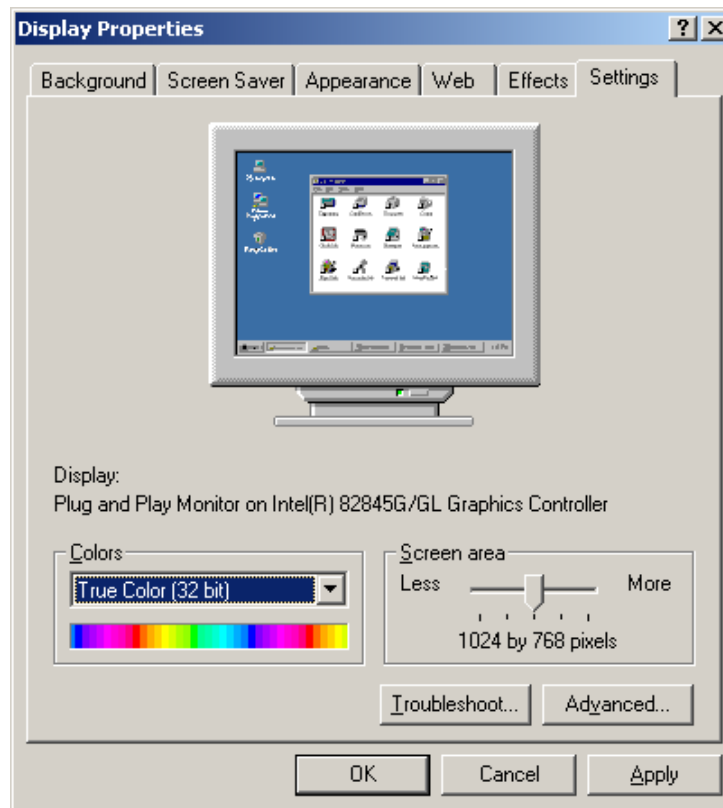 Display Properties
Background Screen Saver Appearance Web Effects Settings
Display:
Plug and Play Monitor on Intel(R) 82845G/GL Graphics Controller
Colors
True Color (32 bit)
Screen area
Less More
1024 by 768 pixels
Troubleshoot... Advanced...
OK Cancel Apply